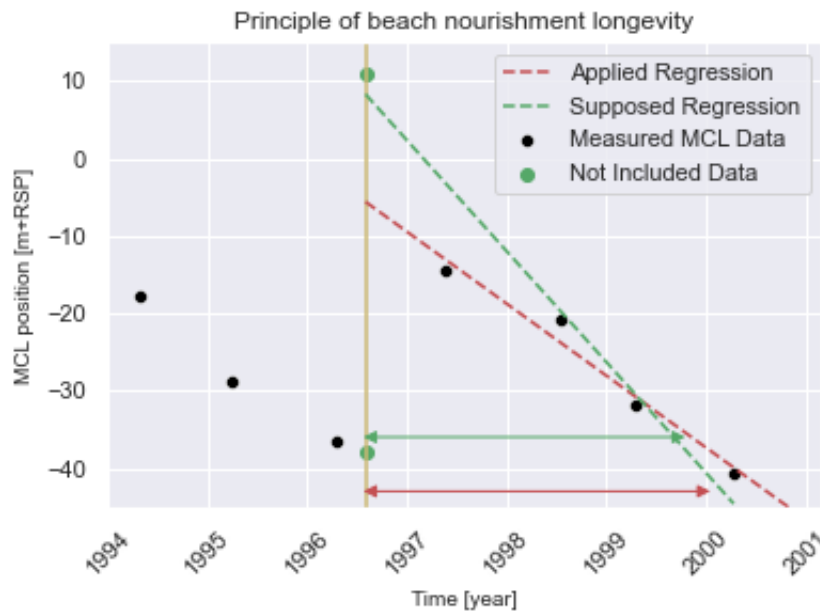 Principle of beach nourishment longevity
Applied Regression
Supposed Regression
Measured MCL Data
Not Included Data
MCL position [m+RSP]
10
0
−10
−20
−30
−40
1994
1995
1996
1997
1998
1999
2000
2001
Time [year]